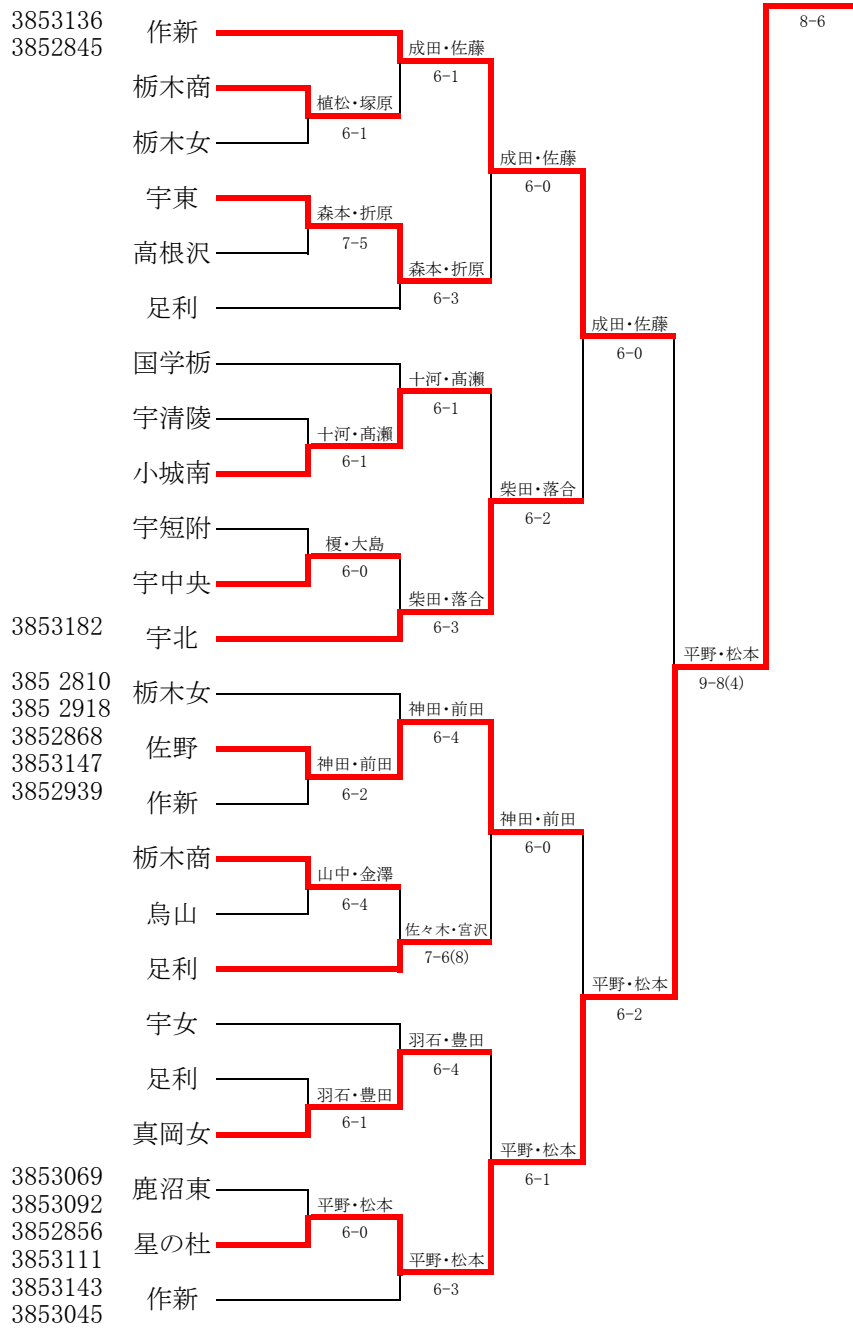 3853136
3852845
8-6
作新
成田・佐藤
6-1
栃木商
植松・塚原
6-1
栃木女
成田・佐藤
6-0
宇東
森本・折原
7-5
高根沢
森本・折原
6-3
足利
成田・佐藤
6-0
国学栃
十河・髙瀨
6-1
宇清陵
十河・髙瀨
6-1
小城南
柴田・落合
6-2
宇短附
榎・大島
6-0
宇中央
柴田・落合
6-3
3853182
宇北
平野・松本
9-8(4)
385 2810
385 2918
3852868
3853147
3852939
栃木女
神田・前田
6-4
佐野
神田・前田
6-2
作新
神田・前田
6-0
栃木商
山中・金澤
6-4
烏山
佐々木・宮沢
7-6(8)
足利
平野・松本
6-2
宇女
羽石・豊田
6-4
足利
羽石・豊田
6-1
真岡女
平野・松本
6-1
3853069
3853092
3852856
3853111
3853143
3853045
鹿沼東
平野・松本
6-0
星の杜
平野・松本
6-3
作新